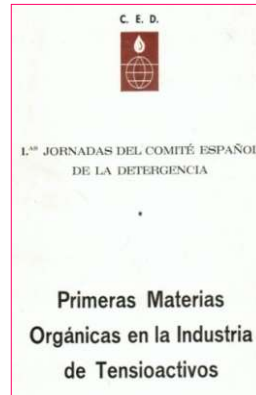 C. E. D.
1.as JORNADAS DEL COMITÉ ESPAÑOL
DE LA DETERGENCIA
Primeras Materias
Orgánicas en la Industria
de Tensioactivos